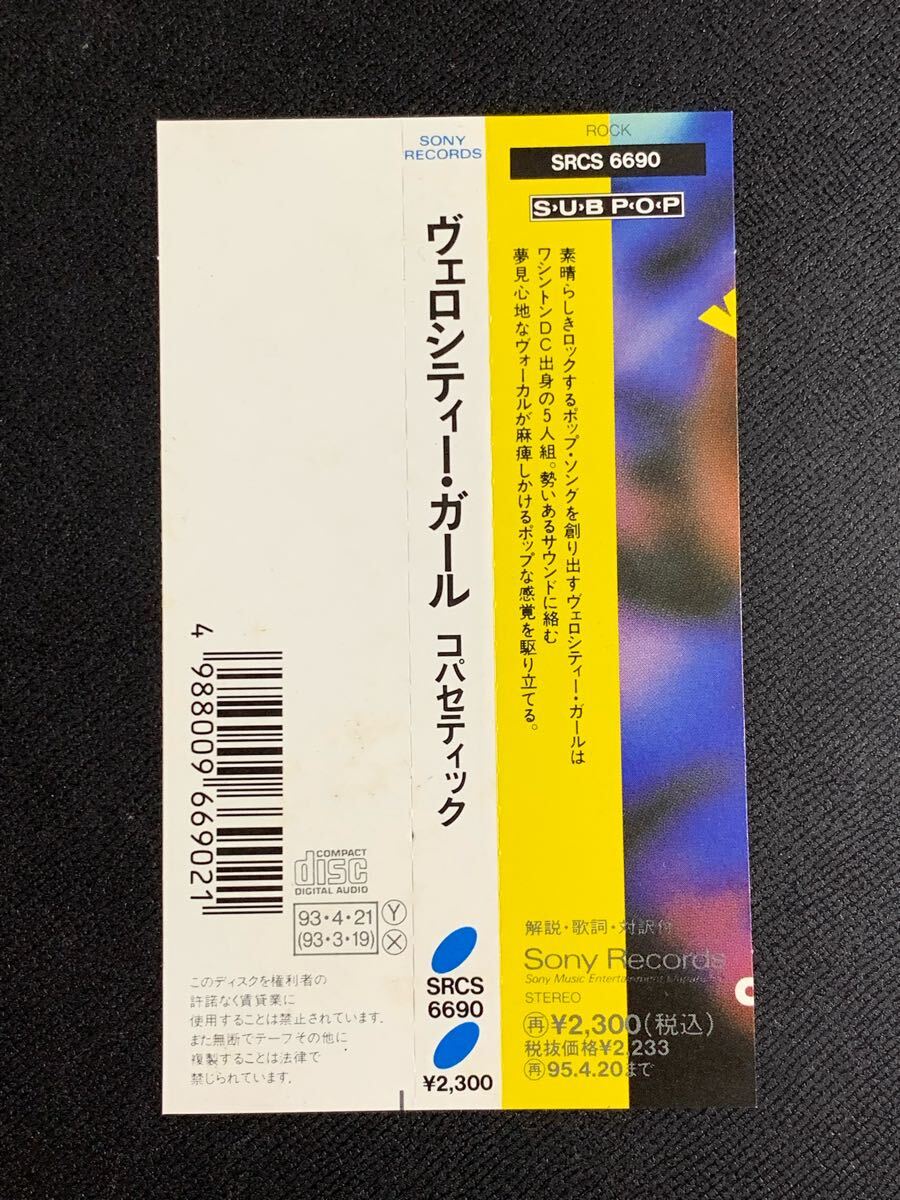 SONY
RECORDS
ヴェロシティー・ガール コパセティック
SRCS
6690
¥2,300
ROCK
SRCS 6690
SUB POP
素晴らしきロックするポップ・ソングを創り出すヴェロシティー・ガールは
ワシントンDC出身の5人組。勢いあるサウンドに絡む
夢見心地なヴォーカルが麻痺しかけるポップな感覚を駆り立てる。
解説・歌詞・対訳付
Sony Records
STEREO
再¥2,300(税込)
税抜価格¥2,233
再95.4.20まで
4 988009 669021
COMPACT
disc
DIGITAL AUDIO
93・4・21
(93・3・19)
Y
X
このディスクを権利者の
許諾なく賃貸業に
使用することは禁止されています。
また無断でテープその他に
複製することは法律で
禁じられています。